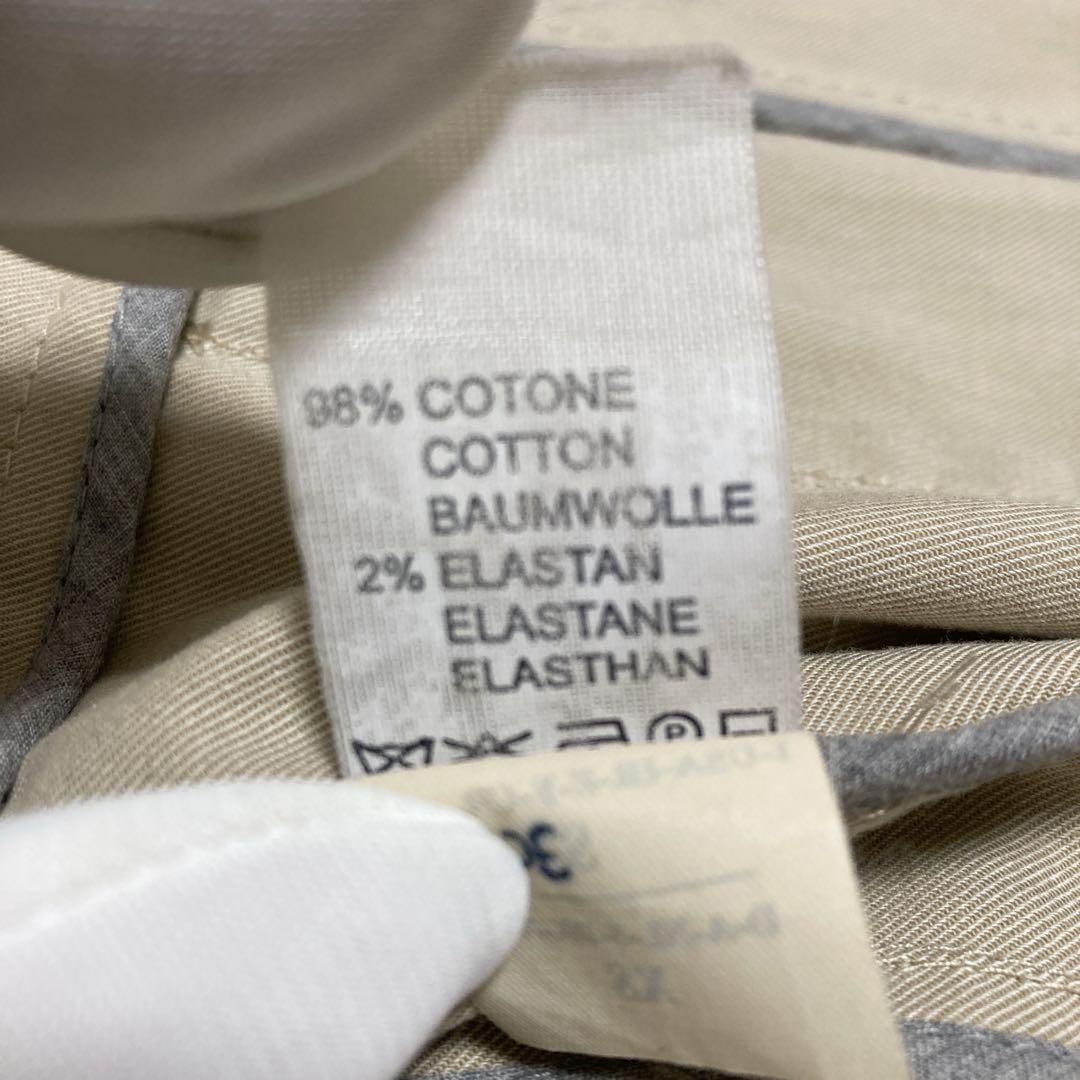 98% COTONE
COTTON
BAUMWOLLE
2% ELASTAN
ELASTANE
ELASTHAN
P